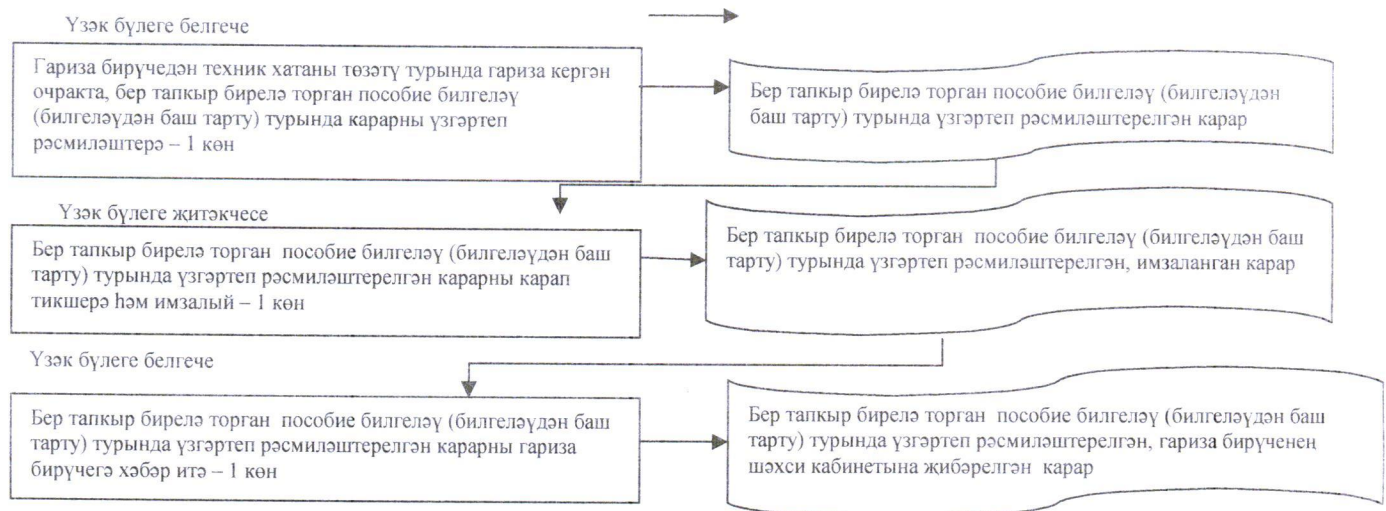 Үзәк бүлеге белгече
Гариза бирүчедән техник хатаны төзәтү турында гариза кергән
очракта, бер тапкыр бирелә торган пособие билгеләү
(билгеләүдән баш тарту) турында карарны үзгәртеп
рәсмиләштерә – 1 көн
Бер тапкыр бирелә торган пособие билгеләү (билгеләүдән
баш тарту) турында үзгәртеп рәсмиләштерелгән карар
Үзәк бүлеге җитәкчесе
Бер тапкыр бирелә торган пособие билгеләү (билгеләүдән баш
тарту) турында үзгәртеп рәсмиләштерелгән карарны карап
тикшерә һәм имзалый – 1 көн
Бер тапкыр бирелә торган пособие билгеләү (билгеләүдән баш
тарту) турында үзгәртеп рәсмиләштерелгән, имзаланган карар
Үзәк бүлеге белгече
Бер тапкыр бирелә торган пособие билгеләү (билгеләүдән баш
тарту) турында үзгәртеп рәсмиләштерелгән карарны гариза
бирүчегә хәбәр итә – 1 көн
Бер тапкыр бирелә торган пособие билгеләү (билгеләүдән баш
тарту) турында үзгәртеп рәсмиләштерелгән, гариза бирүченең
шәхси кабинетына җибәрелгән карар